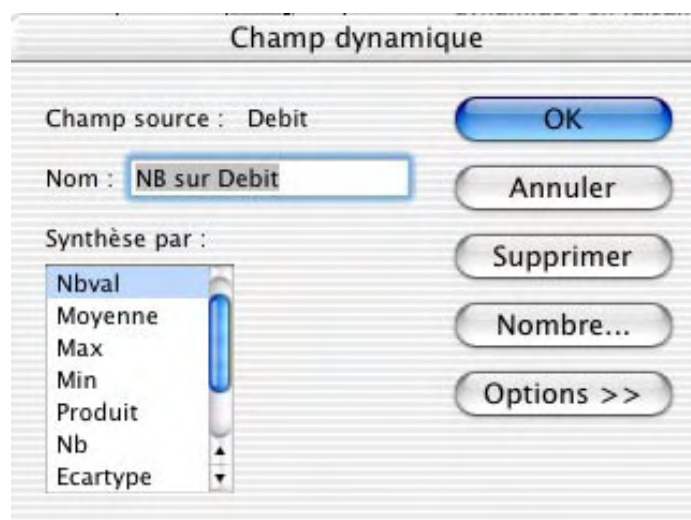 Champ dynamique
Champ source : Debit
Nom : NB sur Debit
Synthèse par :
Nbval
Moyenne
Max
Min
Produit
Nb
Ecartype
OK
Annuler
Supprimer
Nombre...
Options >>